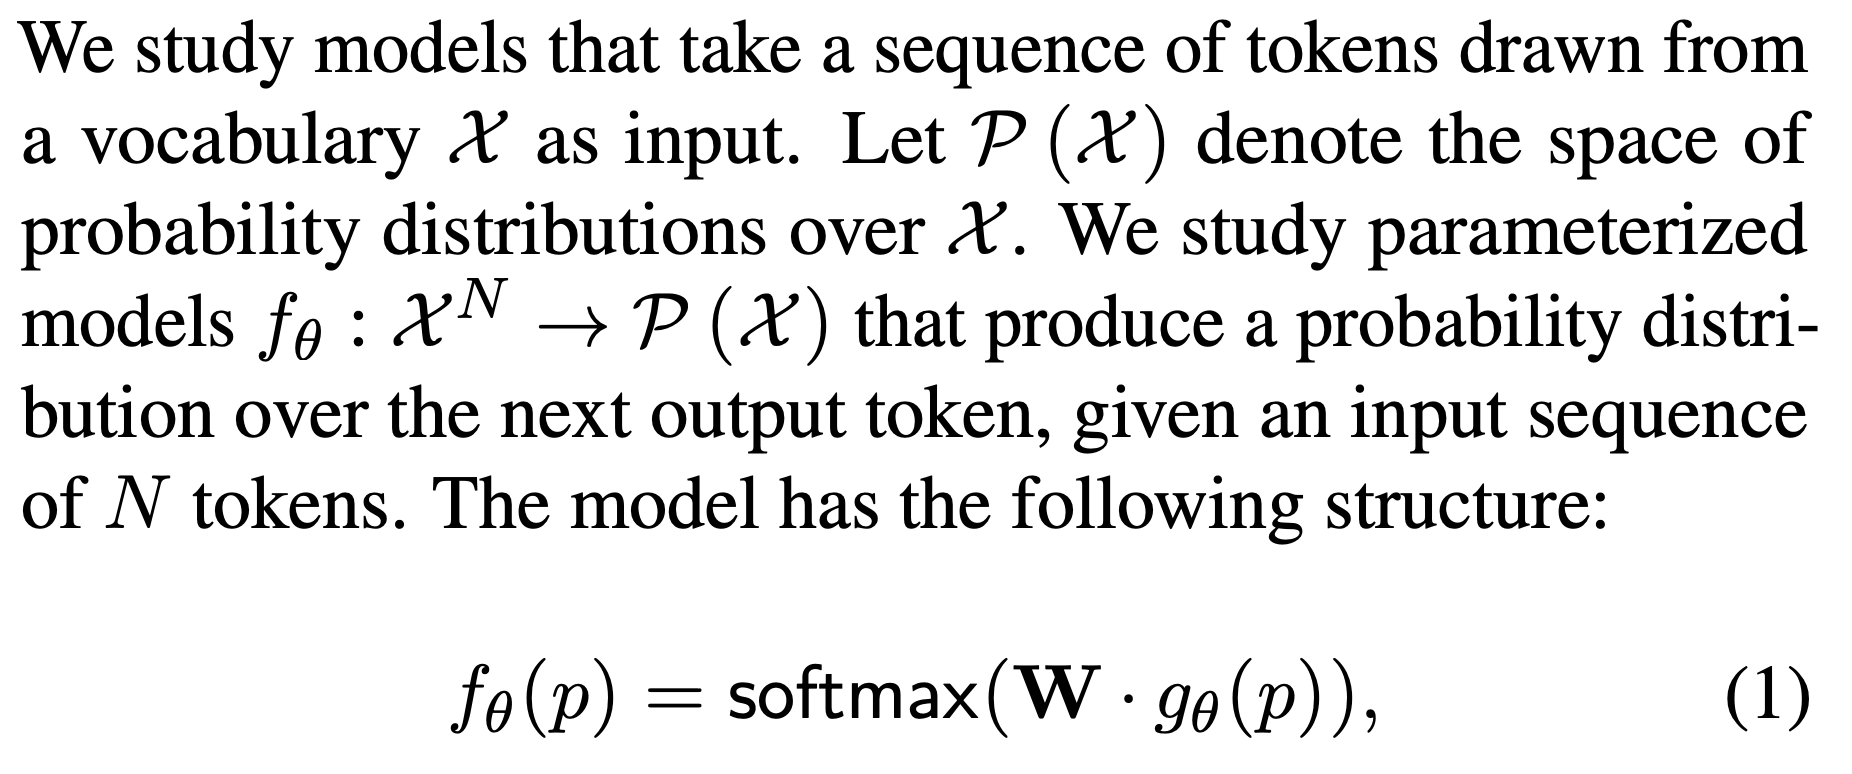 We study models that take a sequence of tokens drawn from
a vocabulary 𝒳 as input. Let 𝒫 (𝒳) denote the space of
probability distributions over 𝒳. We study parameterized
models f_θ : 𝒳^N → 𝒫 (𝒳) that produce a probability distri-
bution over the next output token, given an input sequence
of N tokens. The model has the following structure:
f_θ(p) = softmax(𝐖 · g_θ(p)), (1)